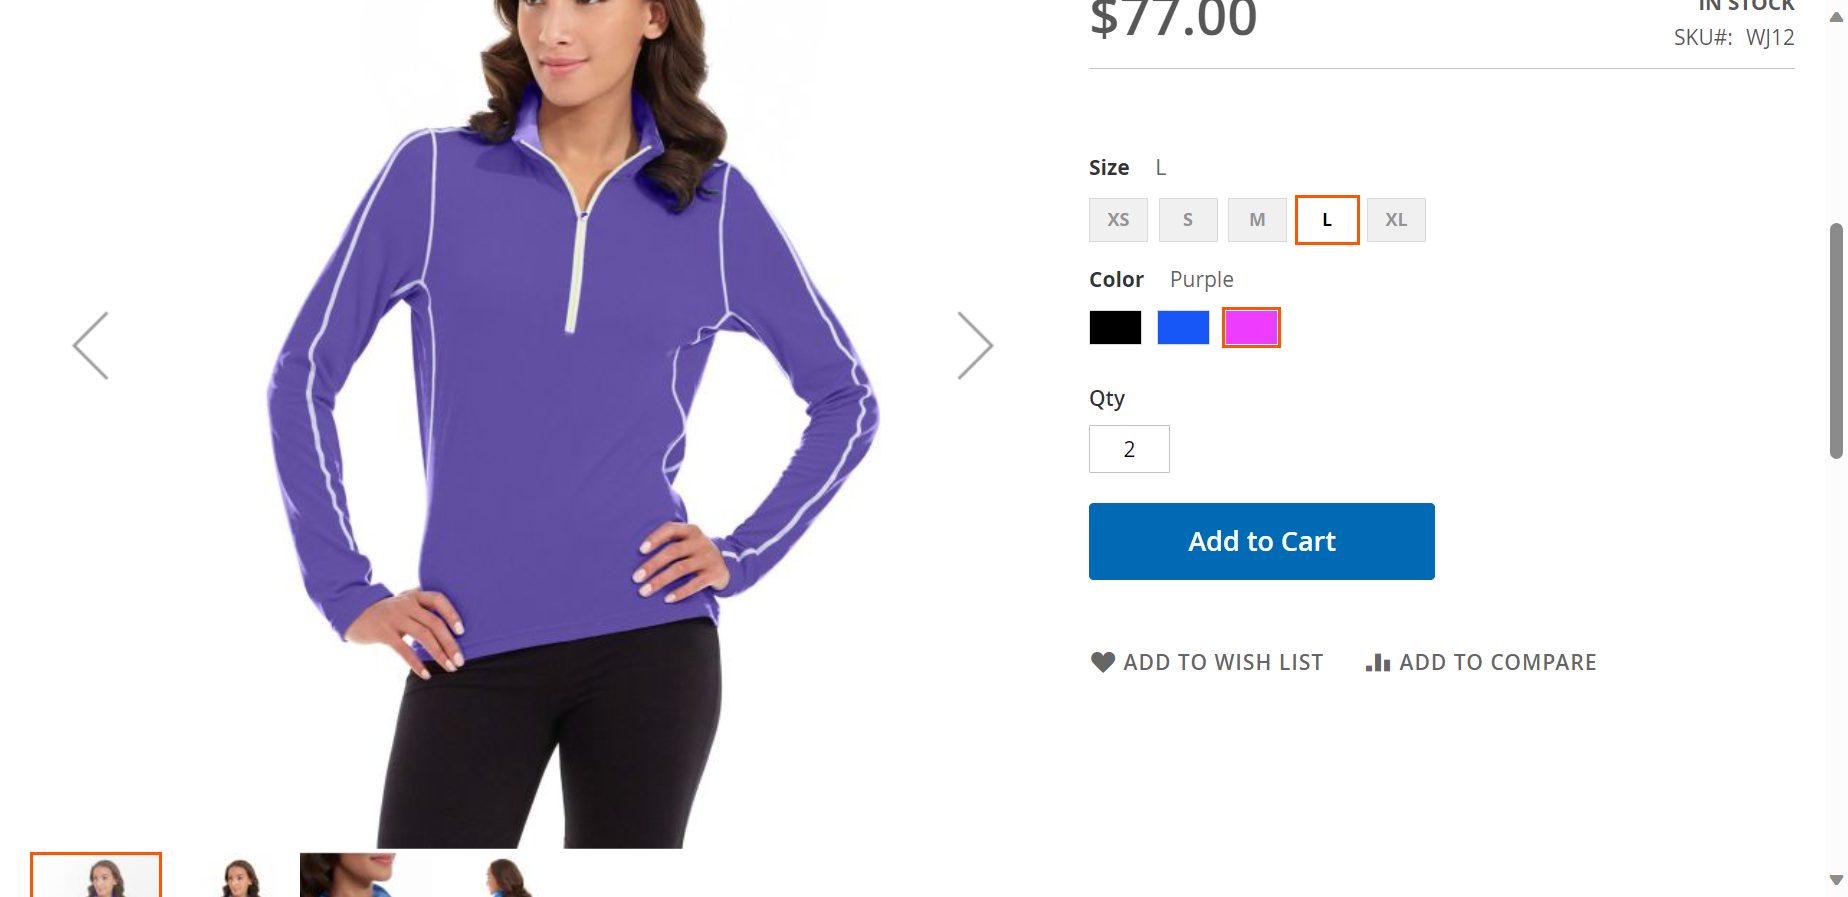 $77.00
IN STOCK
SKU#: WJ12
Size L
XS S M L XL
Color Purple
Qty
2
Add to Cart
ADD TO WISH LIST
ADD TO COMPARE